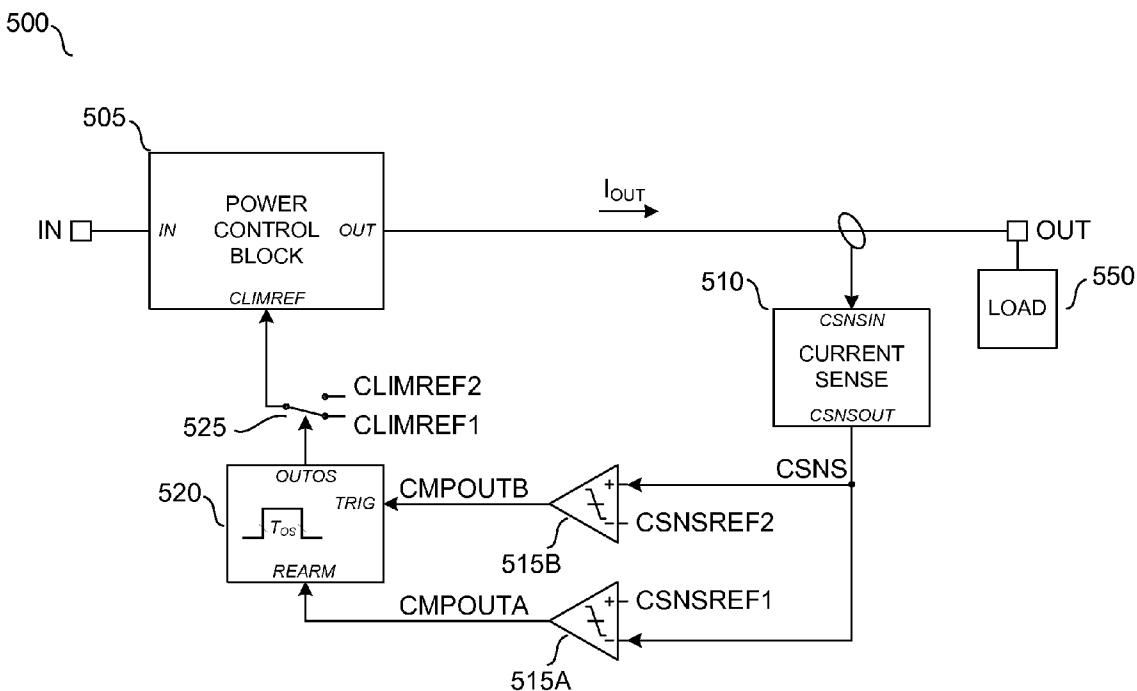 500
505
POWER
CONTROL
BLOCK
IN
IN
OUT
CLIMREF
I_OUT
OUT
510
550
LOAD
CSNSIN
CURRENT
SENSE
CSNSOUT
CLIMREF2
525
CLIMREF1
CSNS
520
OUTOS
TRIG
T_OS
REARM
CMPOUTB
+
-
CSNSREF2
515B
CMPOUTA
+
-
CSNSREF1
515A